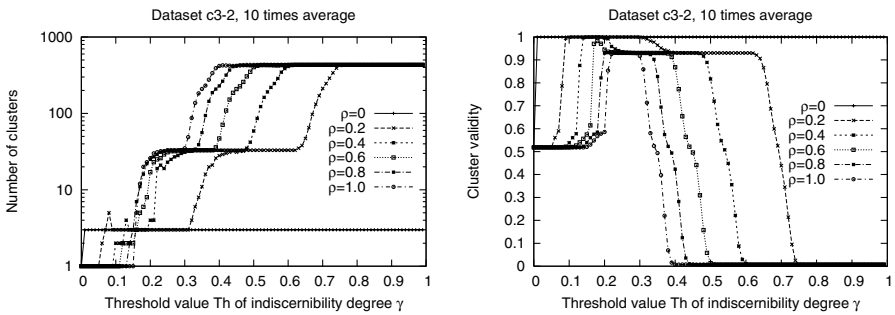 Dataset c3-2, 10 times average
Number of clusters
1000
100
10
1
ρ=0
ρ=0.2
ρ=0.4
ρ=0.6
ρ=0.8
ρ=1.0
0 0.1 0.2 0.3 0.4 0.5 0.6 0.7 0.8 0.9 1
Threshold value Th of indiscernibility degree γ
Dataset c3-2, 10 times average
Cluster validity
1
0.9
0.8
0.7
0.6
0.5
0.4
0.3
0.2
0.1
0
ρ=0
ρ=0.2
ρ=0.4
ρ=0.6
ρ=0.8
ρ=1.0
0 0.1 0.2 0.3 0.4 0.5 0.6 0.7 0.8 0.9 1
Threshold value Th of indiscernibility degree γ